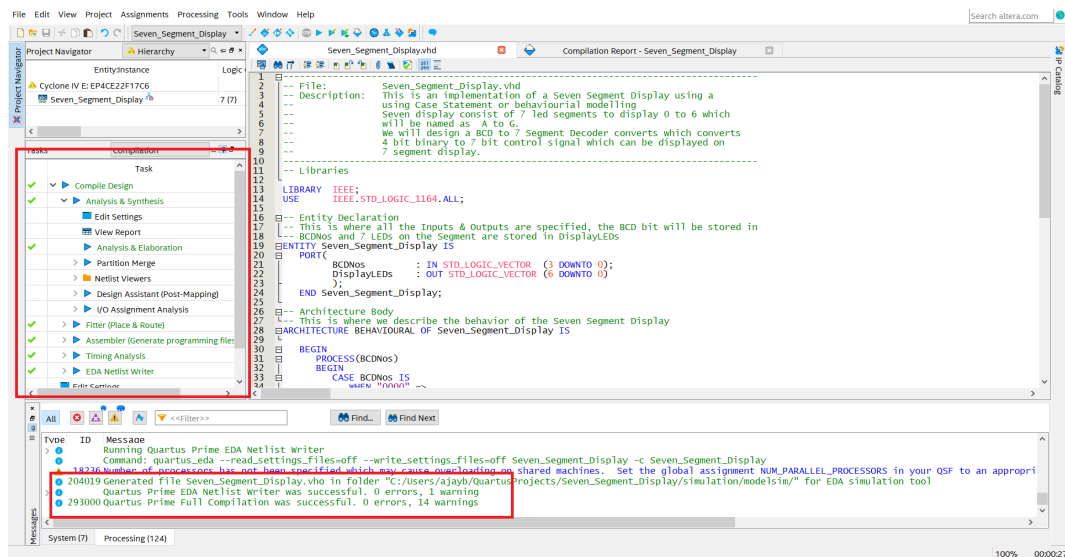 File Edit View Project Assignments Processing Tools Window Help
Search altera.com
Seven_Segment_Display
Project Navigator
Hierarchy
Entity:Instance
Logic
Cyclone IV E: EP4CE22F17C6
Seven_Segment_Display
7 (7)
Project Navigator
Tasks
Compilation
Task
Compile Design
Analysis & Synthesis
Edit Settings
View Report
Analysis & Elaboration
Partition Merge
Netlist Viewers
Design Assistant (Post-Mapping)
I/O Assignment Analysis
Fitter (Place & Route)
Assembler (Generate programming files
Timing Analysis
EDA Netlist Writer
Edit Settings
Seven_Segment_Display.vhd
Compilation Report - Seven_Segment_Display
IP Catalog
1 ----------------------------------------------------------------------
2 -- File: Seven_Segment_Display.vhd
3 -- Description: This is an implementation of a Seven Segment Display using a
4 -- using Case Statement or behaviourial modelling
5 -- Seven display consist of 7 led segments to display 0 to 6 which
6 -- will be named as A to G.
7 -- We will design a BCD to 7 Segment Decoder converts which converts
8 -- 4 bit binary to 7 bit control signal which can be displayed on
9 -- 7 segment display.
10 ----------------------------------------------------------------------
11 -- Libraries
12
13 LIBRARY IEEE;
14 USE IEEE.STD_LOGIC_1164.ALL;
15
16 -- Entity Declaration
17 -- This is where all the Inputs & Outputs are specified, the BCD bit will be stored in
18 -- BCDNos and 7 LEDs on the Segment are stored in DisplayLEDs
19 ENTITY Seven_Segment_Display IS
20 PORT(
21 BCDNos : IN STD_LOGIC_VECTOR (3 DOWNTO 0);
22 DisplayLEDs : OUT STD_LOGIC_VECTOR (6 DOWNTO 0)
23 );
24 END Seven_Segment_Display;
25
26 -- Architecture Body
27 -- This is where we describe the behavior of the Seven Segment Display
28 ARCHITECTURE BEHAVIOURAL OF Seven_Segment_Display IS
29
30 BEGIN
31 PROCESS(BCDNos)
32 BEGIN
33 CASE BCDNos IS
34 WHEN "0000" =>
All
<<Filter>>
Find...
Find Next
Type ID Message
Running Quartus Prime EDA Netlist Writer
Command: quartus_eda --read_settings_files=off --write_settings_files=off Seven_Segment_Display -c Seven_Segment_Display
18236 Number of processors has not been specified which may cause overloading on shared machines. Set the global assignment NUM_PARALLEL_PROCESSORS in your QSF to an appropri
204019 Generated file Seven_Segment_Display.vho in folder "C:/Users/ajayb/QuartusProjects/Seven_Segment_Display/simulation/modelsim/" for EDA simulation tool
Quartus Prime EDA Netlist Writer was successful. 0 errors, 1 warning
293000 Quartus Prime Full Compilation was successful. 0 errors, 14 warnings
Messages
System (7)
Processing (124)
100% 00:00:27